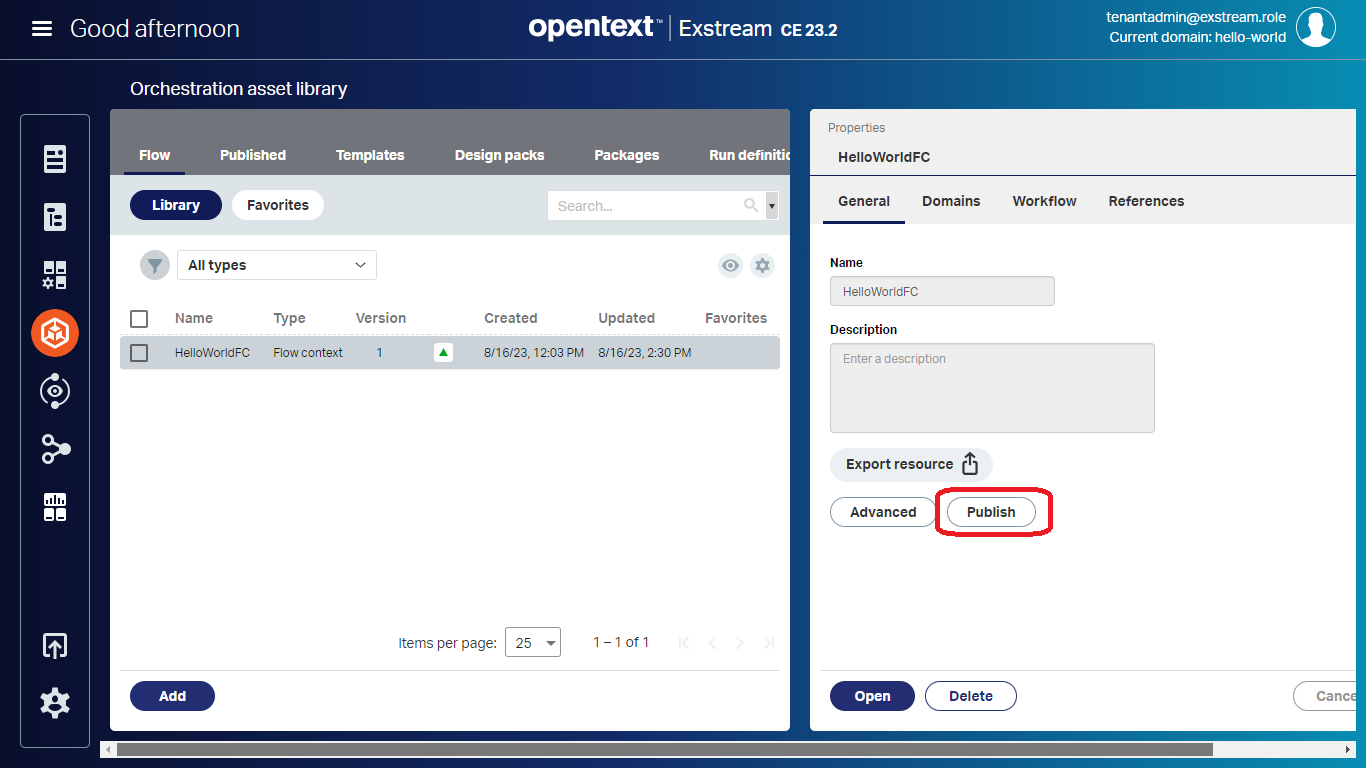 Good afternoon
opentext™ | Exstream CE 23.2
tenantadmin@exstream.role
Current domain: hello-world
Orchestration asset library
Flow Published Templates Design packs Packages Run definitio
Library Favorites Search...
All types
Name Type Version Created Updated Favorites
HelloWorldFC Flow context 1 8/16/23, 12:03 PM 8/16/23, 2:30 PM
Items per page: 25 1 – 1 of 1
Add
Properties
HelloWorldFC
General Domains Workflow References
Name
HelloWorldFC
Description
Enter a description
Export resource
Advanced Publish
Open Delete Cance